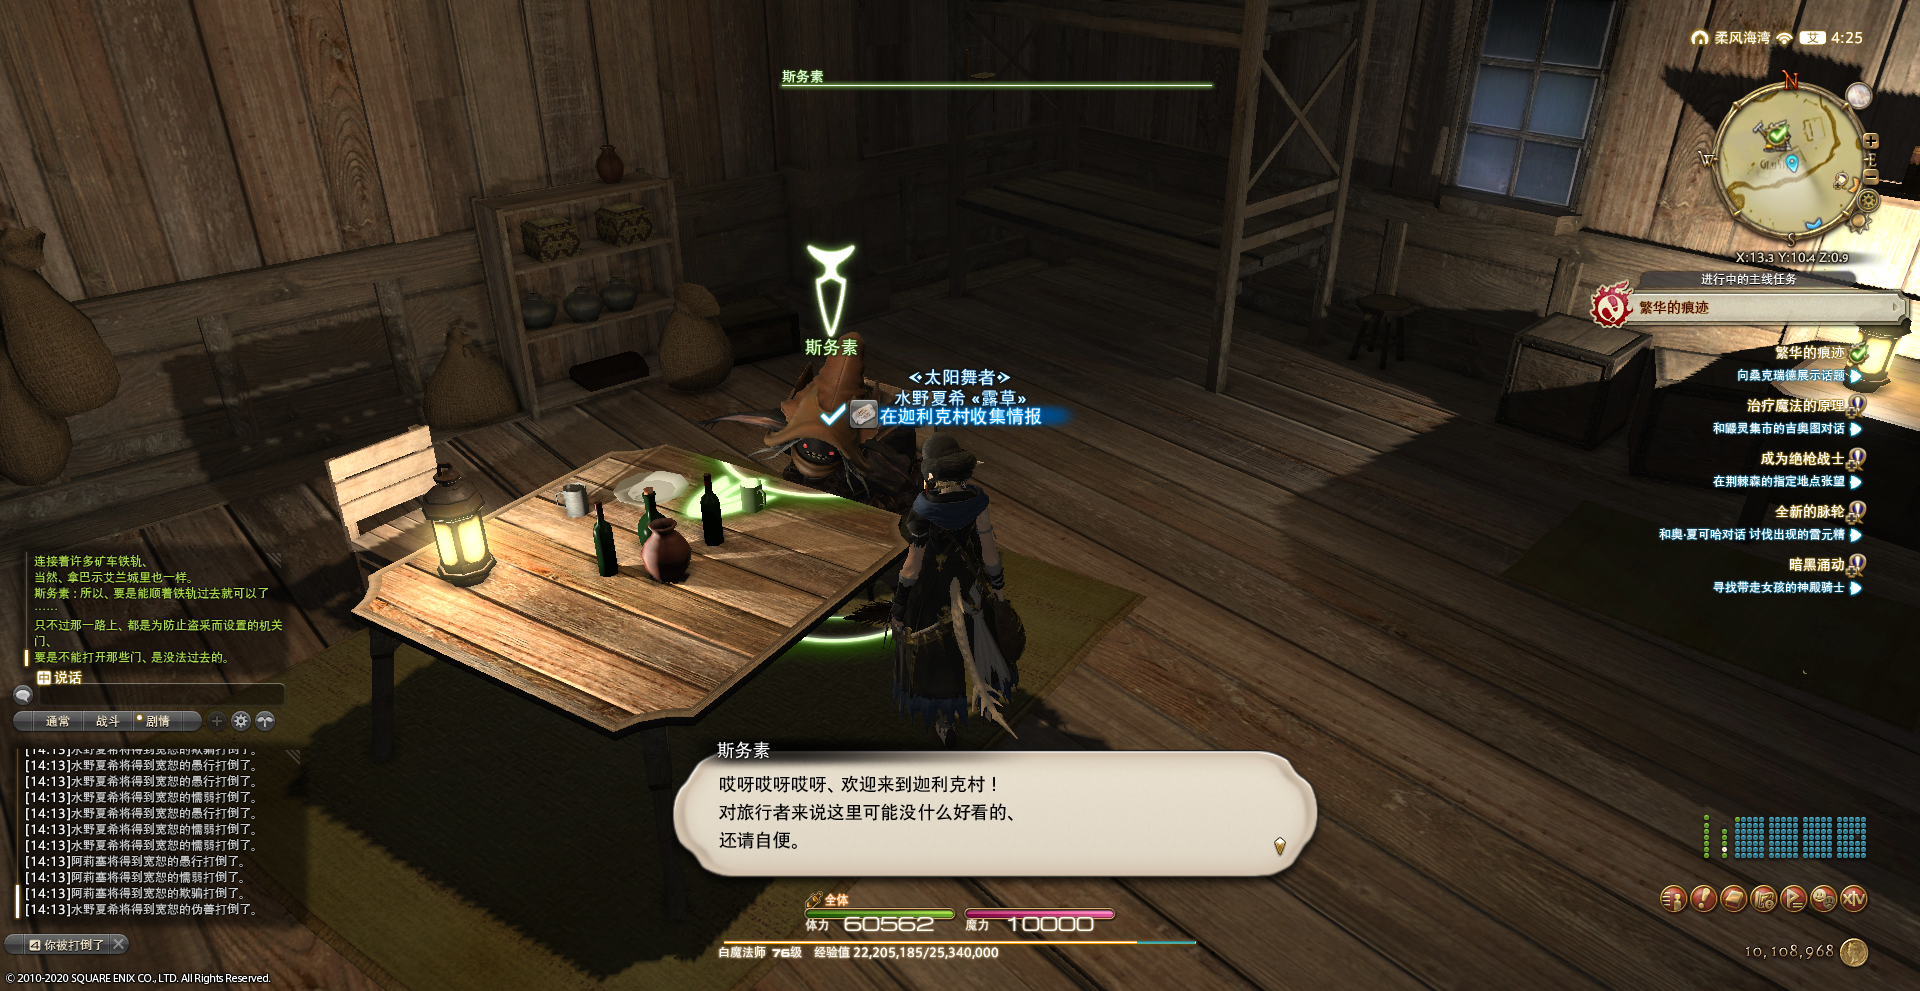 柔风海湾 艾 4:25
斯务素
N
W
E
S
X:13.3 Y:10.4 Z:0.9
进行中的主线任务
繁华的痕迹
繁华的痕迹
向桑克瑞德展示话题
治疗魔法的原理
和鼹灵集市的吉奥图对话
成为绝枪战士
在荆棘森的指定地点张望
全新的脉轮
和奥·夏可哈对话 讨伐出现的雷元精
暗黑涌动
寻找带走女孩的神殿骑士
斯务素
太阳舞者
水野夏希 «露草»
在迦利克村收集情报
连接着许多矿车铁轨、
当然、拿巴示艾兰城里也一样。
斯务素：所以、要是能顺着铁轨过去就可以了
……
只不过那一路上、都是为防止盗采而设置的机关
门、
要是不能打开那些门、是没法过去的。
说话
通常 战斗 剧情
[14:13]水野夏希将得到宽恕的欺骗打倒了。
[14:13]水野夏希将得到宽恕的愚行打倒了。
[14:13]水野夏希将得到宽恕的愚行打倒了。
[14:13]水野夏希将得到宽恕的懦弱打倒了。
[14:13]水野夏希将得到宽恕的愚行打倒了。
[14:13]水野夏希将得到宽恕的懦弱打倒了。
[14:13]水野夏希将得到宽恕的懦弱打倒了。
[14:13]阿莉塞将得到宽恕的愚行打倒了。
[14:13]阿莉塞将得到宽恕的懦弱打倒了。
[14:13]阿莉塞将得到宽恕的欺骗打倒了。
[14:13]水野夏希将得到宽恕的伪善打倒了。
4 你被打倒了
斯务素
哎呀哎呀哎呀、欢迎来到迦利克村！
对旅行者来说这里可能没什么好看的、
还请自便。
全体
体力 60562 魔力 10000
白魔法师 76级 经验值 22,205,185/25,340,000
XIV
10,108,968
© 2010-2020 SQUARE ENIX CO., LTD. All Rights Reserved.